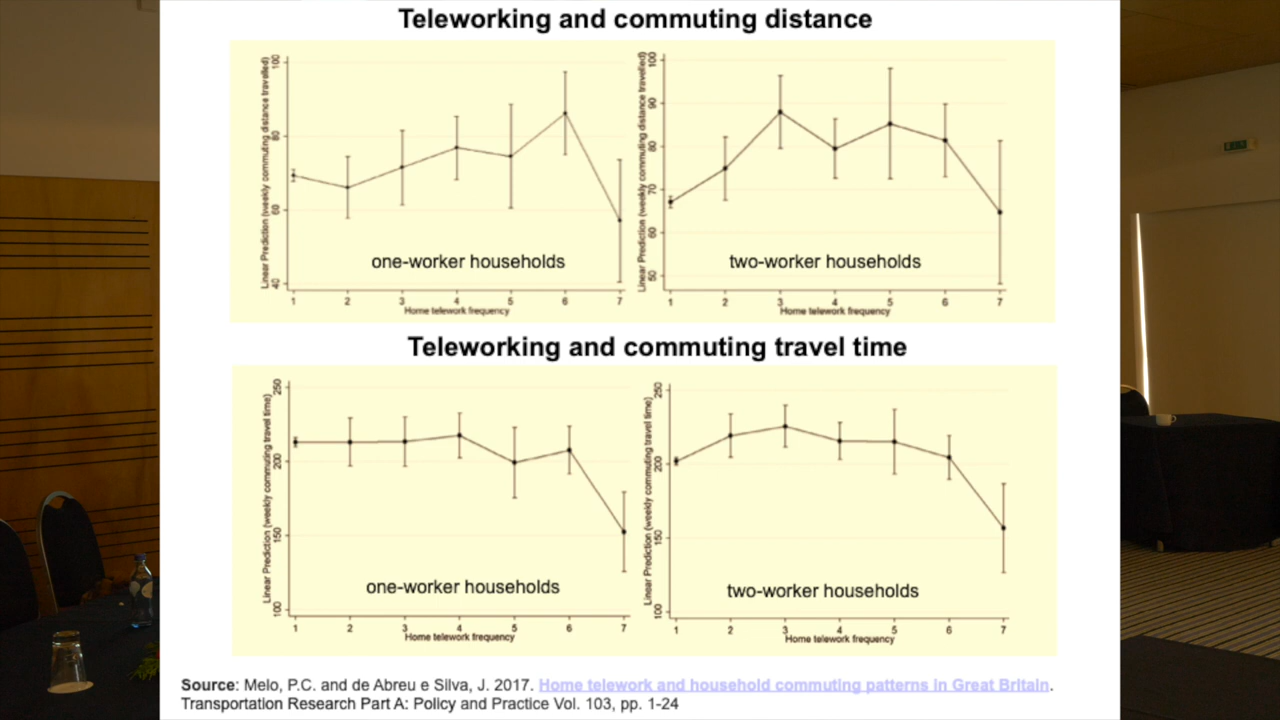 Teleworking and commuting distance
Linear Prediction (weekly commuting distance travelled)
100
80
60
40
one-worker households
1 2 3 4 5 6 7
Home telework frequency
Linear Prediction (weekly commuting distance travelled)
100
90
80
70
60
50
two-worker households
1 2 3 4 5 6 7
Home telework frequency
Teleworking and commuting travel time
Linear Prediction (weekly commuting travel time)
250
200
150
100
one-worker households
1 2 3 4 5 6 7
Home telework frequency
Linear Prediction (weekly commuting travel time)
250
200
150
100
two-worker households
1 2 3 4 5 6 7
Home telework frequency
Source: Melo, P.C. and de Abreu e Silva, J. 2017. Home telework and household commuting patterns in Great Britain.
Transportation Research Part A: Policy and Practice Vol. 103, pp. 1-24